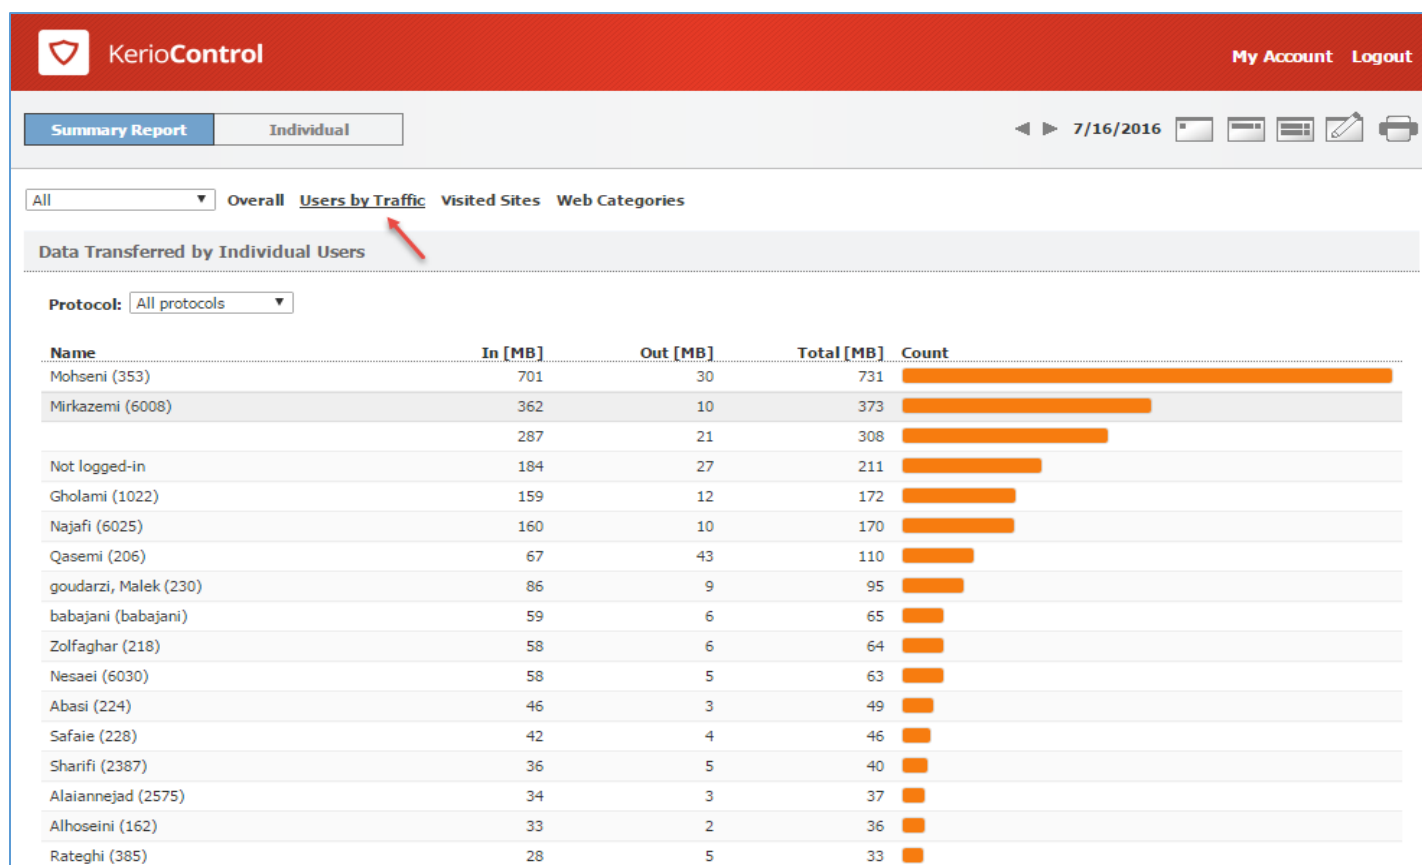 KerioControl
My Account Logout
Summary Report Individual 7/16/2016
All Overall Users by Traffic Visited Sites Web Categories
Data Transferred by Individual Users
Protocol: All protocols
Name In [MB] Out [MB] Total [MB] Count
Mohseni (353) 701 30 731
Mirkazemi (6008) 362 10 373
287 21 308
Not logged-in 184 27 211
Gholami (1022) 159 12 172
Najafi (6025) 160 10 170
Qasemi (206) 67 43 110
goudarzi, Malek (230) 86 9 95
babajani (babajani) 59 6 65
Zolfaghar (218) 58 6 64
Nesaei (6030) 58 5 63
Abasi (224) 46 3 49
Safaie (228) 42 4 46
Sharifi (2387) 36 5 40
Alaiannejad (2575) 34 3 37
Alhoseini (162) 33 2 36
Rateghi (385) 28 5 33